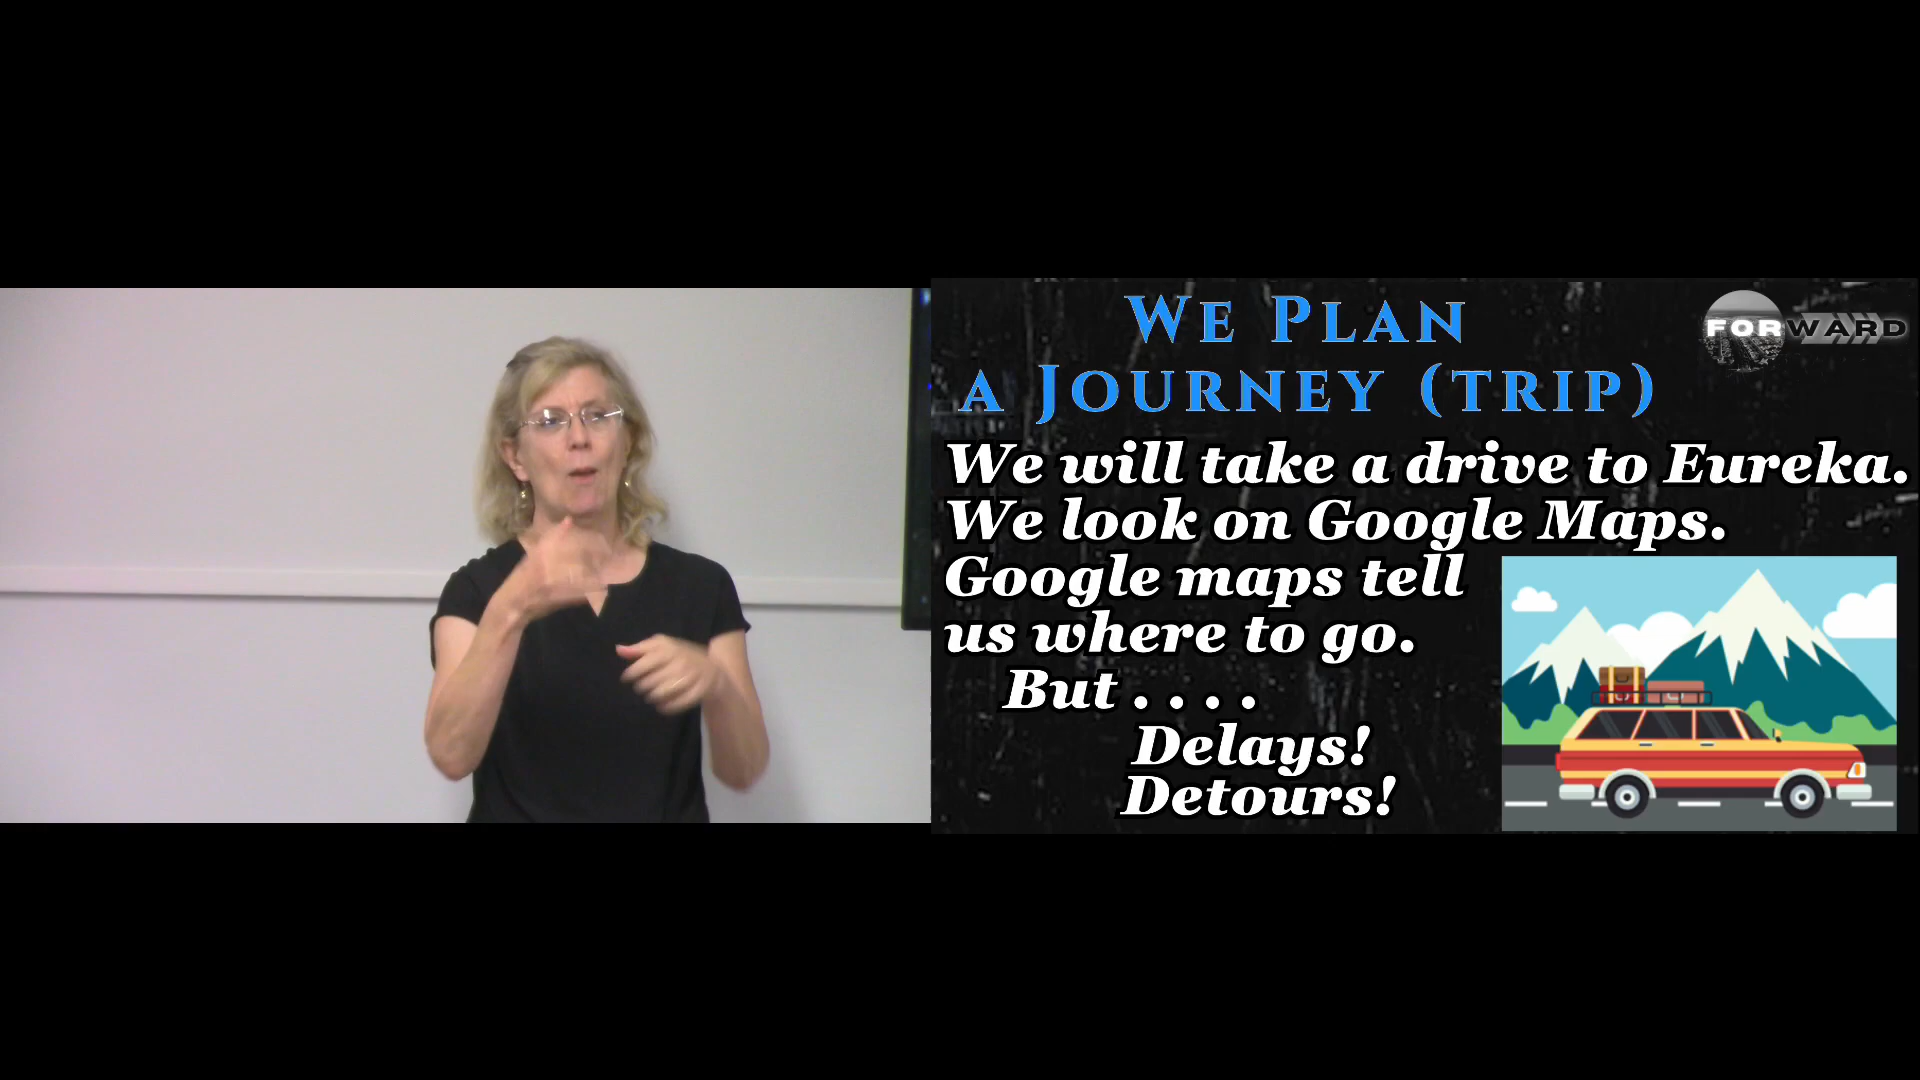 We Plan
a Journey (trip)
FORWARD
We will take a drive to Eureka.
We look on Google Maps.
Google maps tell
us where to go.
But . . . .
Delays!
Detours!